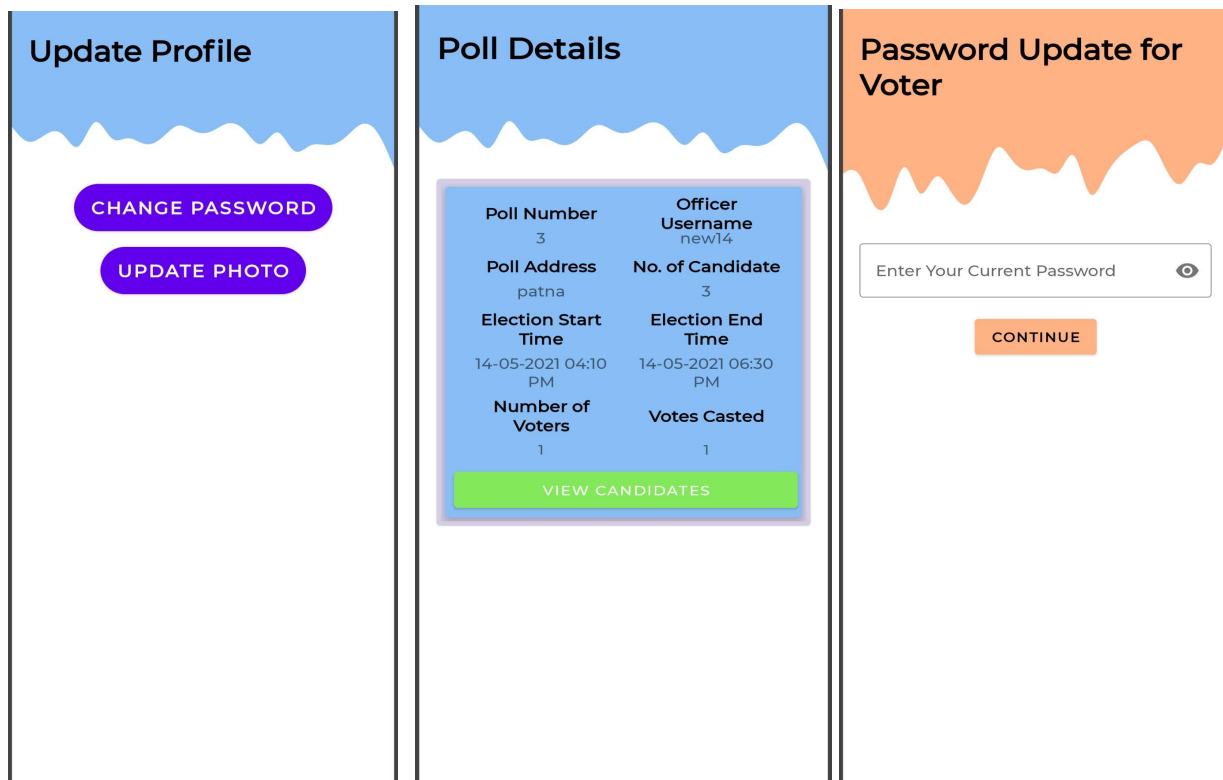 Update Profile
CHANGE PASSWORD
UPDATE PHOTO
Poll Details
Poll Number
3
Officer
Username
new14
Poll Address
patna
No. of Candidate
3
Election Start
Time
14-05-2021 04:10
PM
Election End
Time
14-05-2021 06:30
PM
Number of
Voters
1
Votes Casted
1
VIEW CANDIDATES
Password Update for
Voter
Enter Your Current Password
CONTINUE